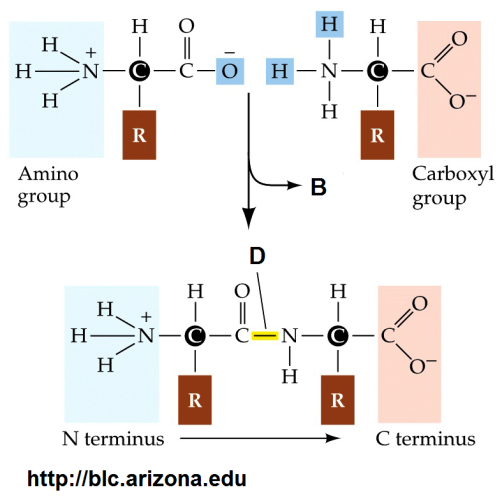 H O H H
H + − O
H N C C O H N C C
H H O−
R R
Amino
group
Carboxyl
group
B
D
H O H
H + O
H N C C N C C
H H O−
R R
N terminus
C terminus
http://blc.arizona.edu